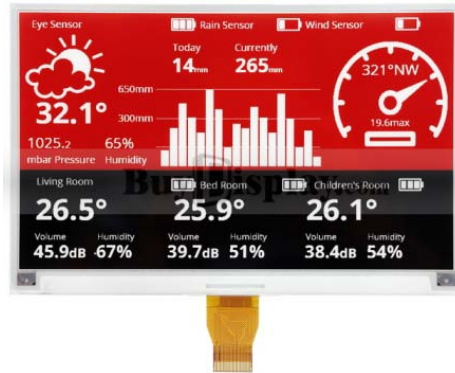 Eye Sensor
Rain Sensor
Wind Sensor
Today
Currently
14mm
265mm
321°NW
650mm
32.1°
300mm
19.6max
1025.2
65%
mbar Pressure
Humidity
Living Room
Bed Room
Children's Room
BuyDisplay.com
26.5°
25.9°
26.1°
Volume
Humidity
Volume
Humidity
Volume
Humidity
45.9dB
67%
39.7dB
51%
38.4dB
54%